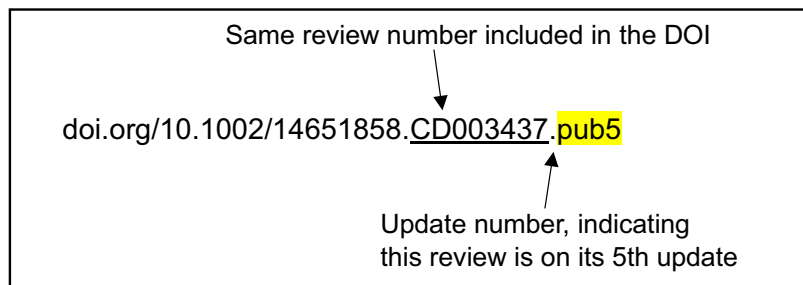 Same review number included in the DOI
doi.org/10.1002/14651858.CD003437.pub5
Update number, indicating
this review is on its 5th update